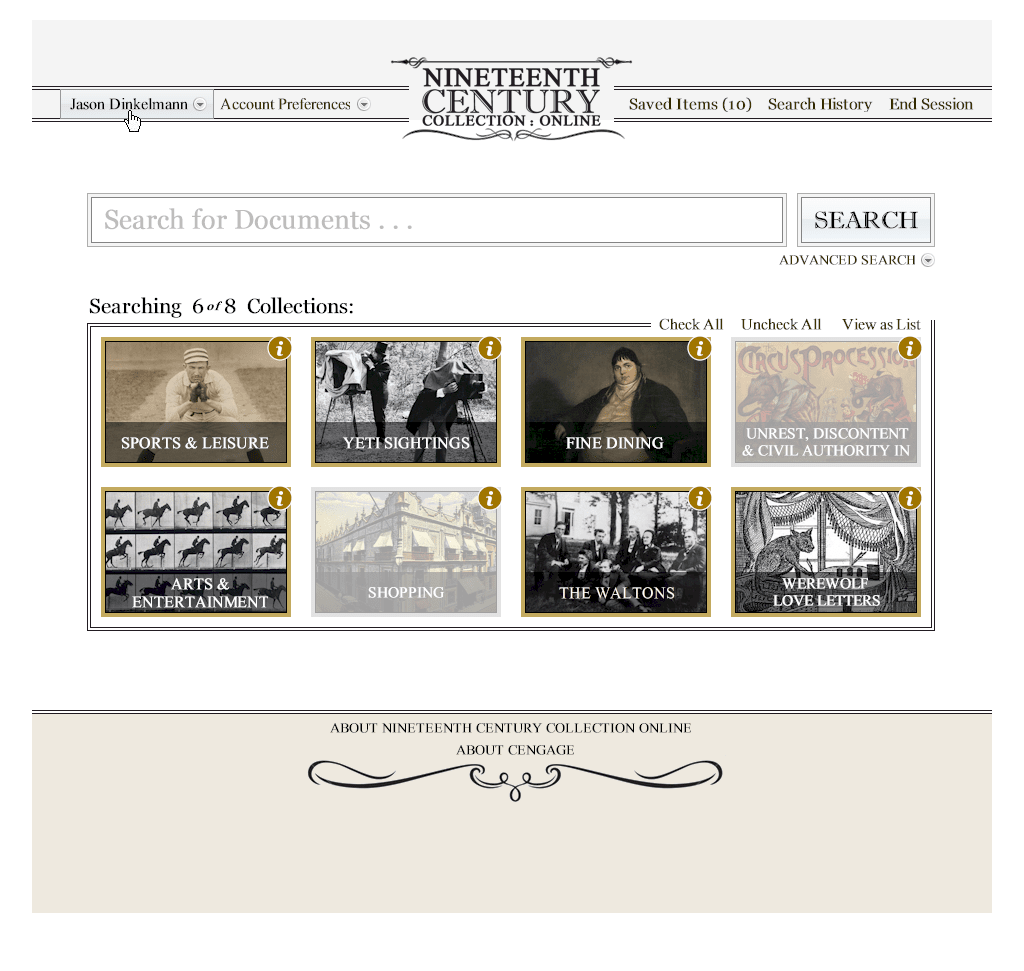 NINETEENTH
CENTURY
COLLECTION : ONLINE
Jason Dinkelmann
Account Preferences
Saved Items (10)
Search History
End Session
Search for Documents . . .
SEARCH
ADVANCED SEARCH
Searching 6 of 8 Collections:
Check All
Uncheck All
View as List
i
i
i
CIRCUS PROCESSION
i
SPORTS & LEISURE
YETI SIGHTINGS
FINE DINING
UNREST, DISCONTENT
& CIVIL AUTHORITY IN
i
i
i
i
ARTS &
ENTERTAINMENT
SHOPPING
THE WALTONS
WEREWOLF
LOVE LETTERS
ABOUT NINETEENTH CENTURY COLLECTION ONLINE
ABOUT CENGAGE